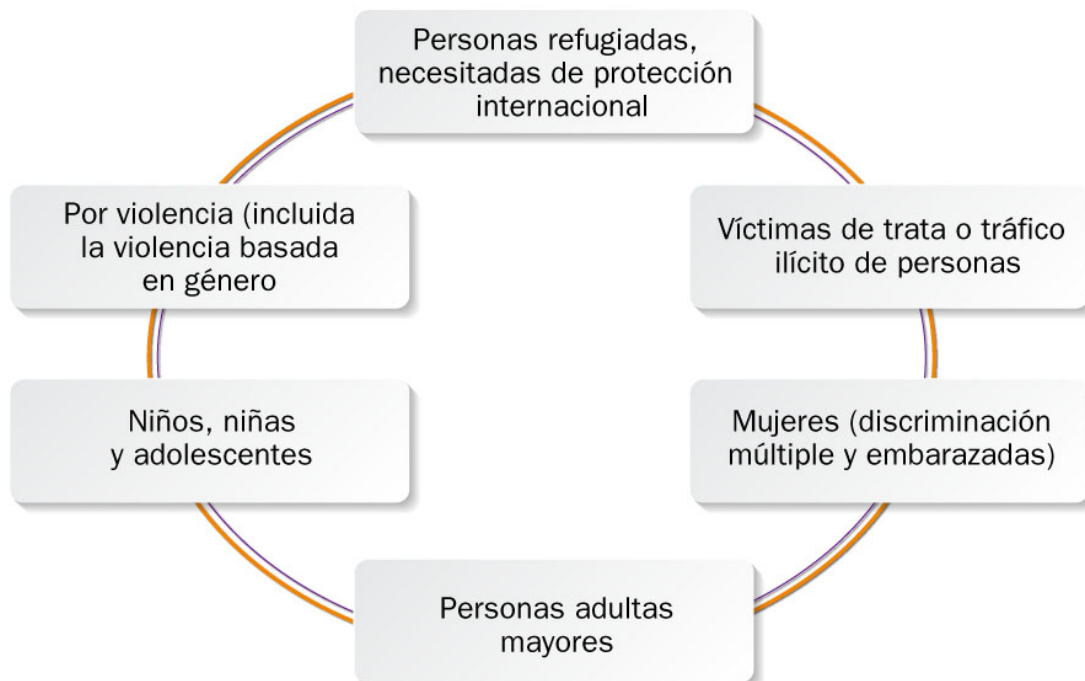 Personas refugiadas,
necesitadas de protección
internacional
Por violencia (incluida
la violencia basada
en género
Víctimas de trata o tráfico
ilícito de personas
Niños, niñas
y adolescentes
Mujeres (discriminación
múltiple y embarazadas)
Personas adultas
mayores